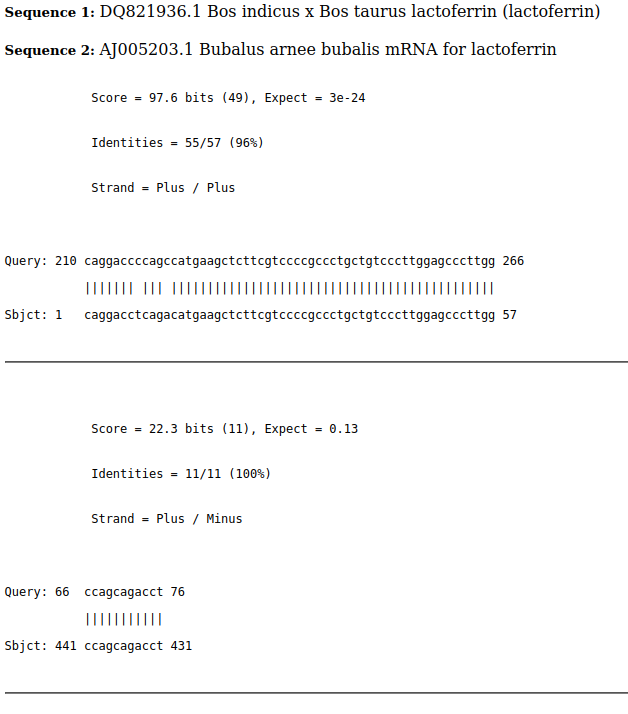 Sequence 1: DQ821936.1 Bos indicus x Bos taurus lactoferrin (lactoferrin)
Sequence 2: AJ005203.1 Bubalus arnee bubalis mRNA for lactoferrin
Score = 97.6 bits (49), Expect = 3e-24
Identities = 55/57 (96%)
Strand = Plus / Plus
Query: 210 caggaccccagccatgaagctcttcgtccccgccctgctgtcccttggagcccttgg 266
||||||| ||| |||||||||||||||||||||||||||||||||||||||||||||
Sbjct: 1   caggacctcagacatgaagctcttcgtccccgccctgctgtcccttggagcccttgg 57
Score = 22.3 bits (11), Expect = 0.13
Identities = 11/11 (100%)
Strand = Plus / Minus
Query: 66  ccagcagacct 76
|||||||||||
Sbjct: 441 ccagcagacct 431